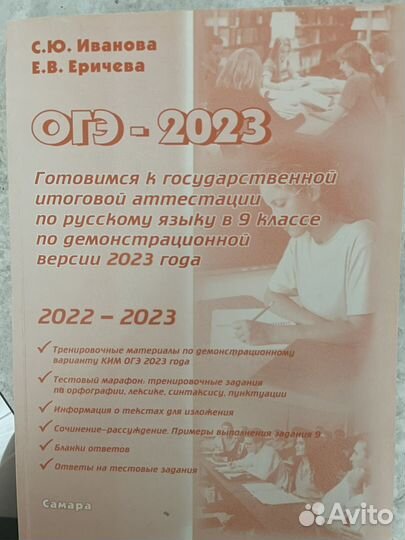 С.Ю. Иванова
Е.В. Еричева
ОГЭ - 2023
Готовимся к государственной
итоговой аттестации
по русскому языку в 9 классе
по демонстрационной
версии 2023 года
2022 – 2023
✓ Тренировочные материалы по демонстрационному
варианту КИМ ОГЭ 2023 года
✓ Тестовый марафон: тренировочные задания
по орфографии, лексике, синтаксису, пунктуации
✓ Информация о текстах для изложения
✓ Сочинение-рассуждение. Примеры выполнения задания 9
✓ Бланки ответов
✓ Ответы на тестовые задания
Самара
Avito